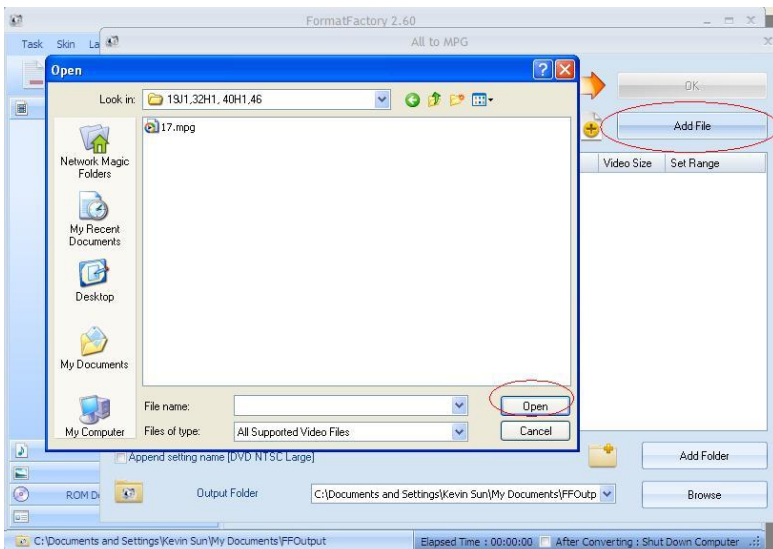 FormatFactory 2.60
Task Skin La
All to MPG
Open
Look in: 19J1,32H1, 40H1,46
OK
Add File
17.mpg
Video Size Set Range
Network Magic
Folders
My Recent
Documents
Desktop
My Documents
My Computer
File name:
Open
Files of type: All Supported Video Files
Cancel
Append setting name [DVD NTSC Large]
Add Folder
ROM D
Output Folder C:\Documents and Settings\Kevin Sun\My Documents\FFOutp
Browse
C:\Documents and Settings\Kevin Sun\My Documents\FFOutput
Elapsed Time : 00:00:00 After Converting : Shut Down Computer